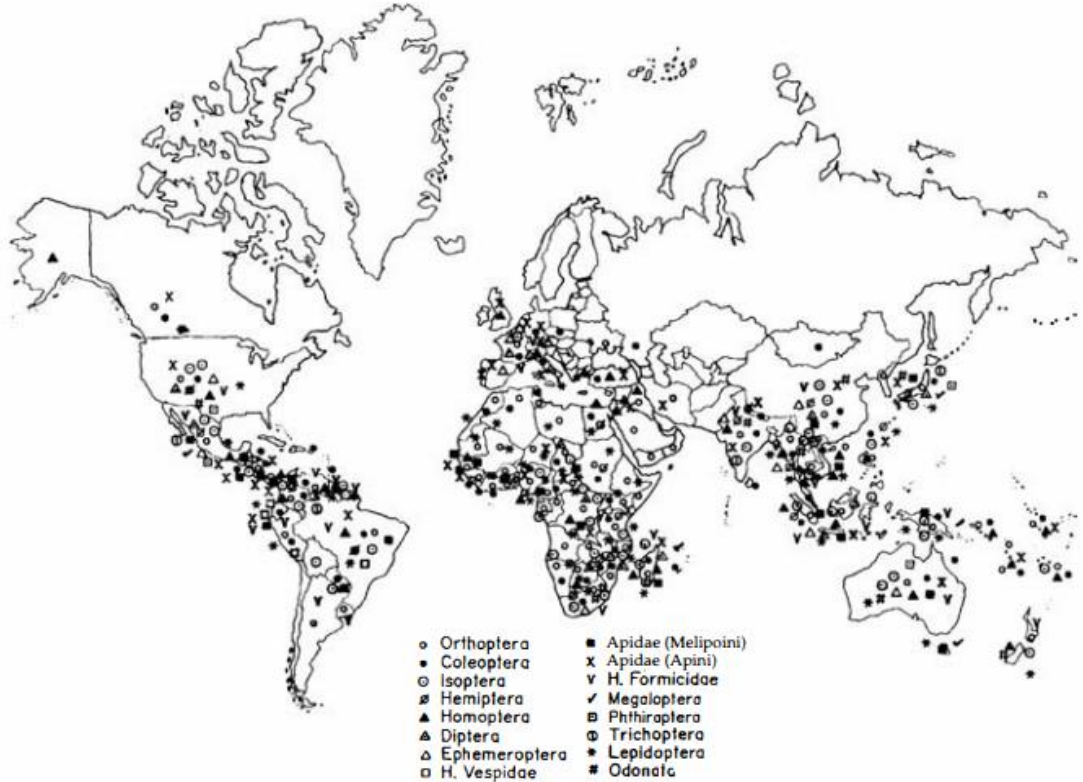 Orthoptera
Coleoptera
Isoptera
Hemiptera
Homoptera
Diptera
Ephemeroptera
H. Vespidae
Apidae (Melipoini)
Apidae (Apini)
H. Formicidae
Megaloptera
Phthiraptera
Trichoptera
Lepidoptera
Odonata